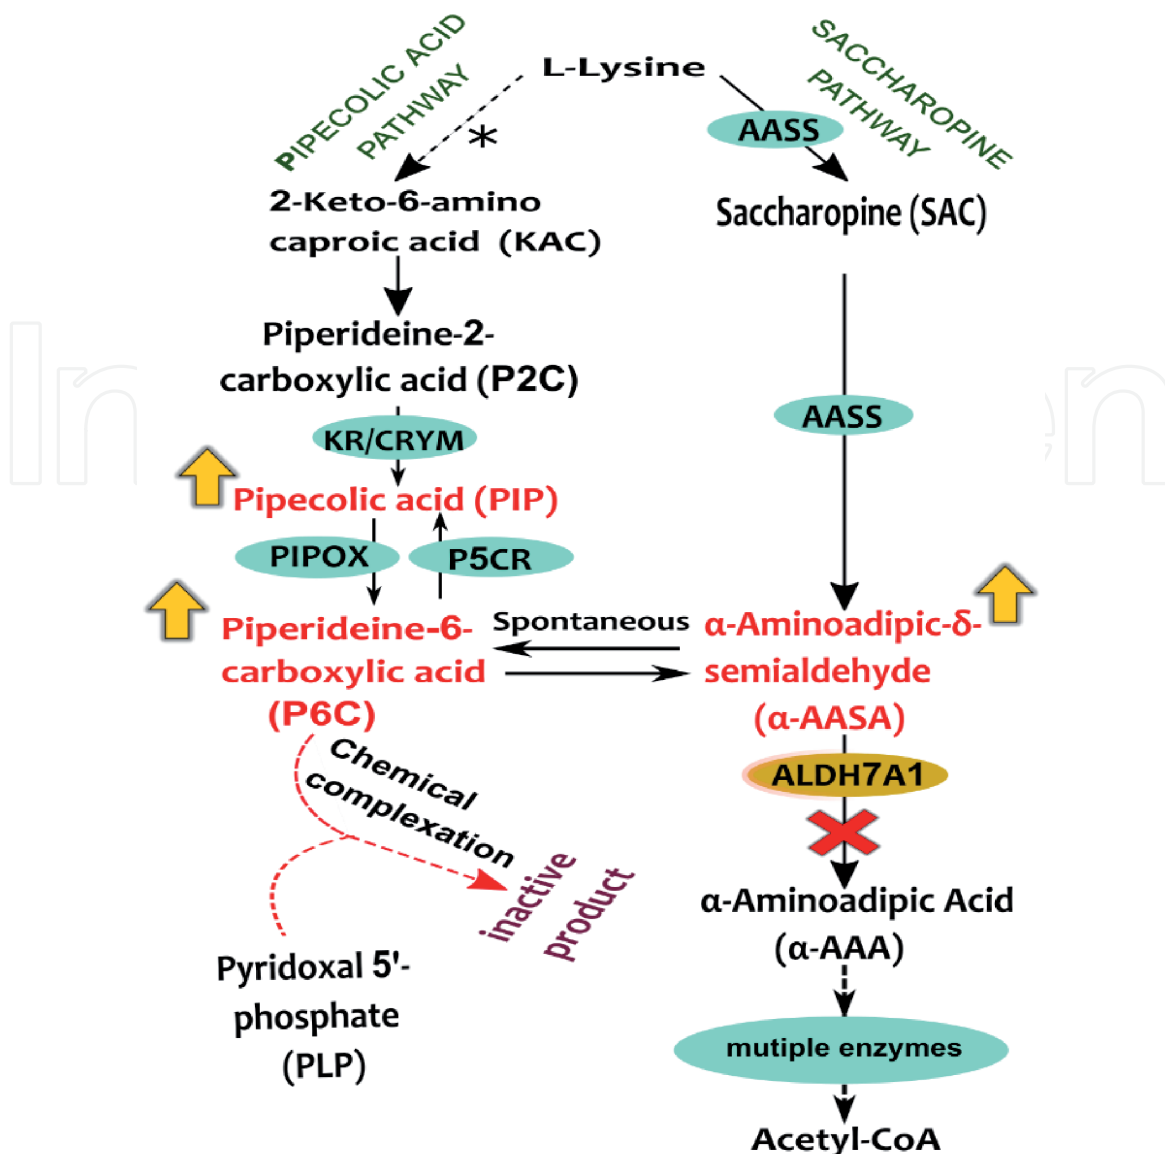 PIPECOLIC ACID
PATHWAY
L-Lysine
SACCHAROPINE
PATHWAY
*
AASS
2-Keto-6-amino
caproic acid (KAC)
Saccharopine (SAC)
Piperideine-2-
carboxylic acid (P2C)
KR/CRYM
AASS
Pipecolic acid (PIP)
PIPOX
P5CR
Piperideine-6-
carboxylic acid
(P6C)
Spontaneous
α-Aminoadipic-δ-
semialdehyde
(α-AASA)
Chemical
complexation
ALDH7A1
inactive
product
α-Aminoadipic Acid
(α-AAA)
Pyridoxal 5'-
phosphate
(PLP)
mutiple enzymes
Acetyl-CoA